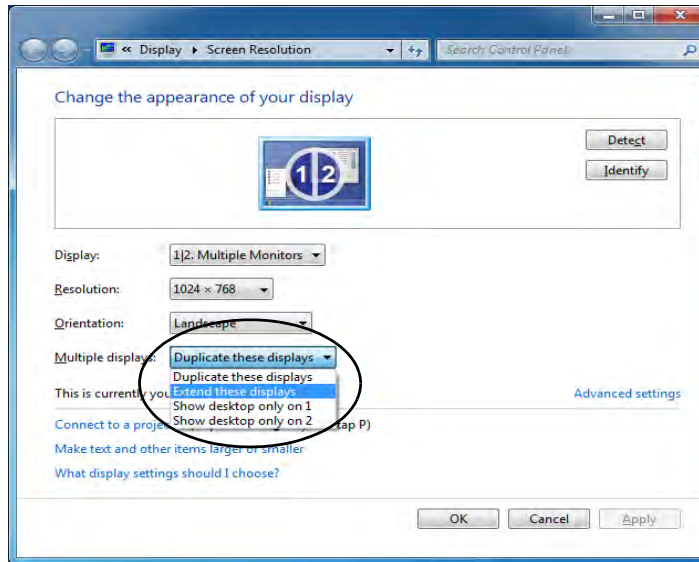 « Display ▸ Screen Resolution
Search Control Panel
Change the appearance of your display
1|2
Detect
Identify
Display: 1|2. Multiple Monitors
Resolution: 1024 × 768
Orientation: Landscape
Multiple displays: Duplicate these displays
Duplicate these displays
Extend these displays
Show desktop only on 1
Show desktop only on 2
This is currently you
Advanced settings
Connect to a proje tap P)
Make text and other items larger or smaller
What display settings should I choose?
OK Cancel Apply